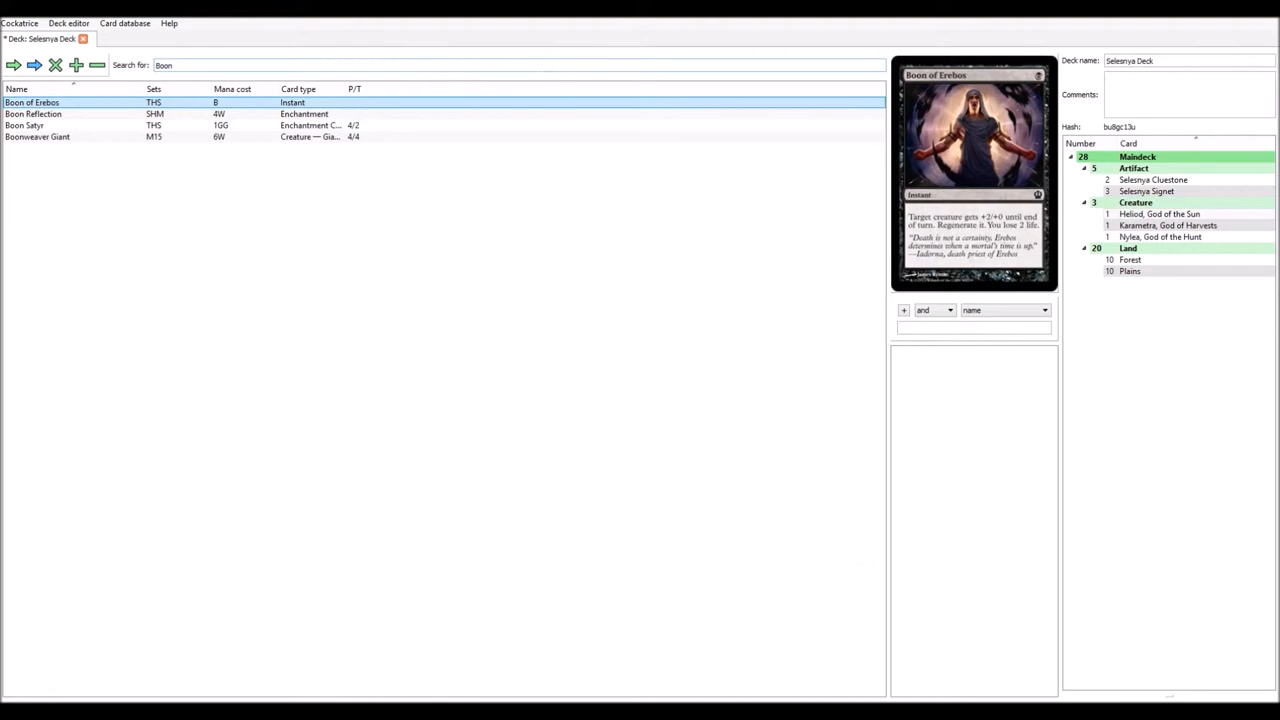 Cockatrice Deck editor Card database Help
* Deck: Selesnya Deck
Search for: Boon
Name Sets Mana cost Card type P/T
Boon of Erebos THS B Instant
Boon Reflection SHM 4W Enchantment
Boon Satyr THS 1GG Enchantment C... 4/2
Boonweaver Giant M15 6W Creature — Gia... 4/4
Boon of Erebos
Instant
Target creature gets +2/+0 until end
of turn. Regenerate it. You lose 2 life.
"Death is not a certainty. Erebos
determines when a mortal's time is up."
—Iadorna, death priest of Erebos
+ and name
Deck name: Selesnya Deck
Comments:
Hash: bu8gc13u
Number Card
28 Maindeck
5 Artifact
2 Selesnya Cluestone
3 Selesnya Signet
3 Creature
1 Heliod, God of the Sun
1 Karametra, God of Harvests
1 Nylea, God of the Hunt
20 Land
10 Forest
10 Plains